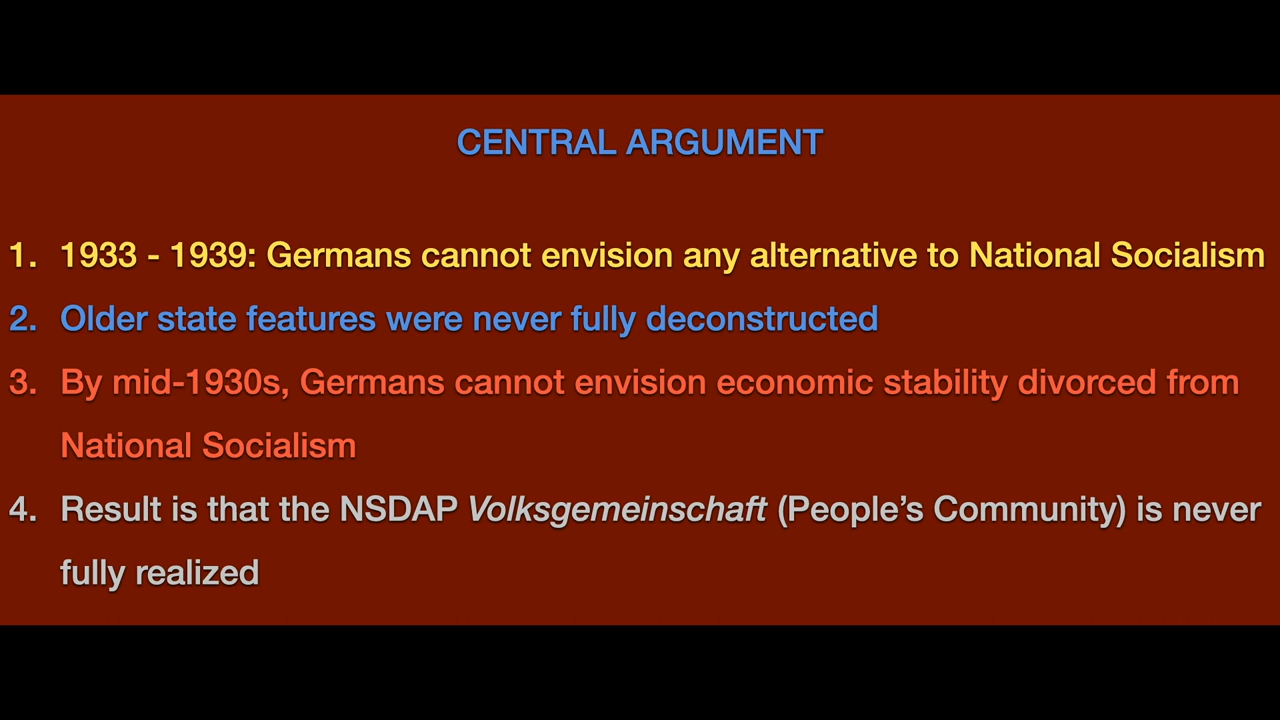 CENTRAL ARGUMENT
1. 1933 - 1939: Germans cannot envision any alternative to National Socialism
2. Older state features were never fully deconstructed
3. By mid-1930s, Germans cannot envision economic stability divorced from
National Socialism
4. Result is that the NSDAP Volksgemeinschaft (People’s Community) is never
fully realized